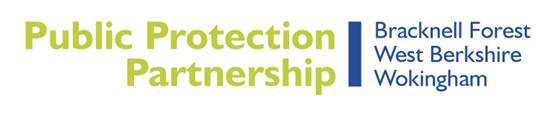 Public Protection
Partnership
Bracknell Forest
West Berkshire
Wokingham